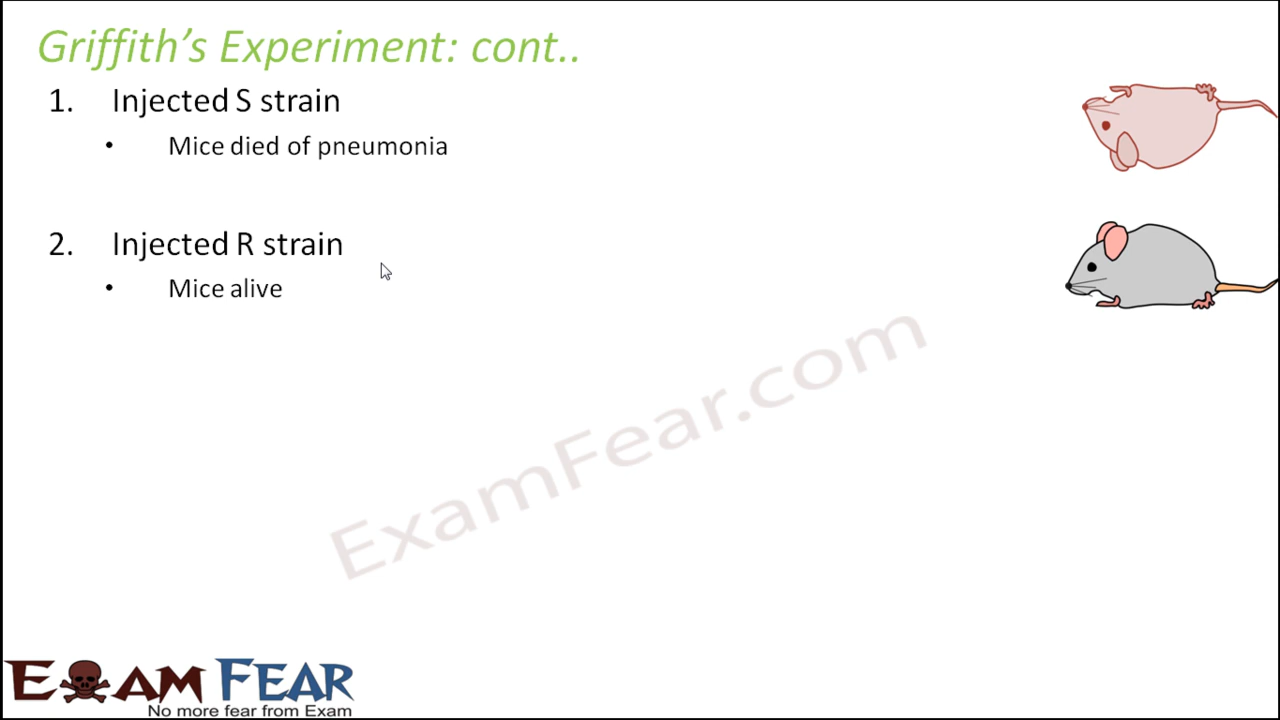 Griffith's Experiment: cont..
1. Injected S strain
• Mice died of pneumonia
2. Injected R strain
• Mice alive
ExamFear.com
EXAM FEAR
No more fear from Exam